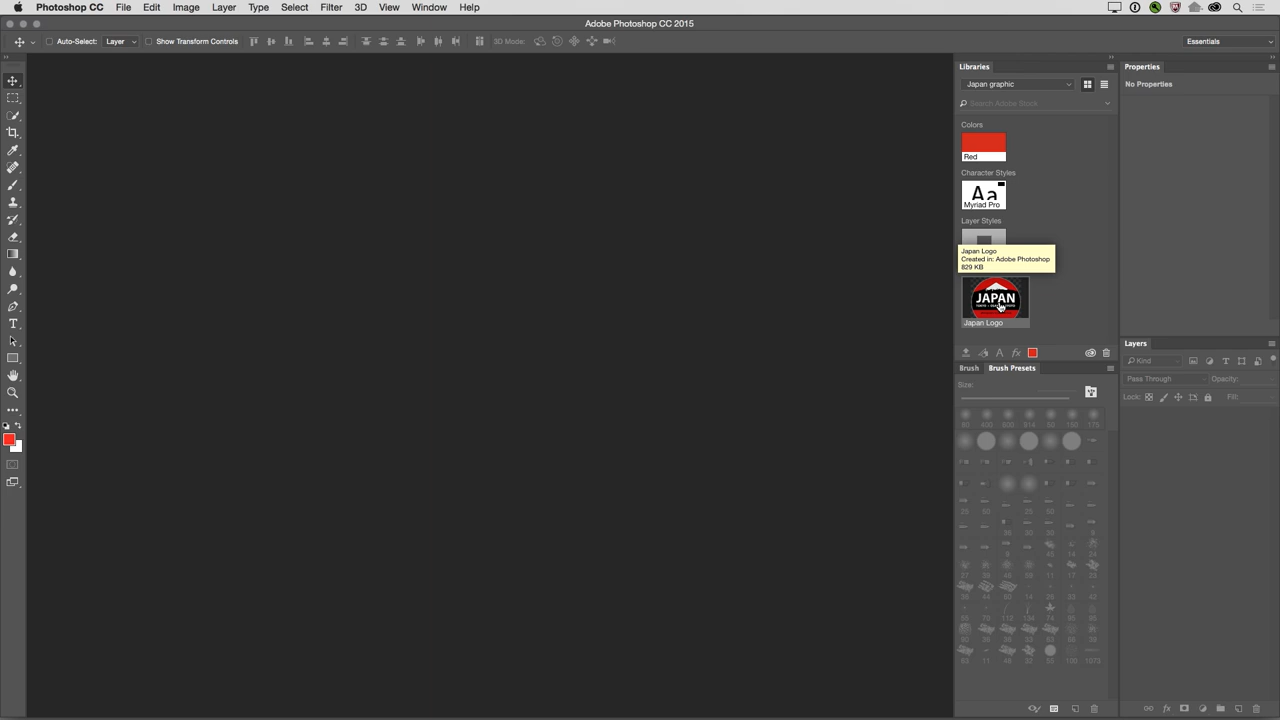 Photoshop CC File Edit Image Layer Type Select Filter 3D View Window Help
Adobe Photoshop CC 2015
Auto-Select: Layer Show Transform Controls 3D Mode: Essentials
Libraries
Japan graphic
Search Adobe Stock
Colors
Red
Character Styles
Aa
Myriad Pro
Layer Styles
Japan Logo
Created in: Adobe Photoshop
829 KB
JAPAN
Japan Logo
Brush Brush Presets
Size:
Properties
No Properties
Layers
Kind
Pass Through Opacity:
Lock: Fill: